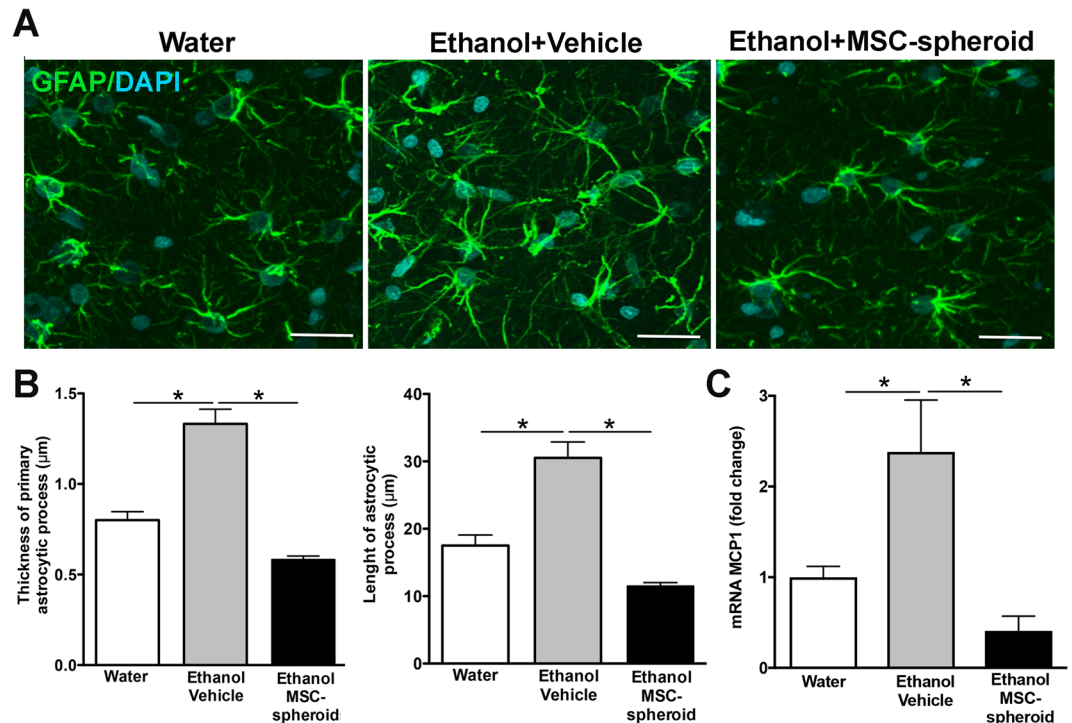 A
Water
Ethanol+Vehicle
Ethanol+MSC-spheroid
GFAP/DAPI
B
Thickness of primary
astrocytic process (μm)
1.5
1.0
0.5
0.0
*
*
Water
Ethanol
Vehicle
Ethanol
MSC-
spheroid
Lenght of astrocytic
process (μm)
40
30
20
10
0
*
*
Water
Ethanol
Vehicle
Ethanol
MSC-
spheroid
C
mRNA MCP1 (fold change)
3
2
1
0
*
*
Water
Ethanol
Vehicle
Ethanol
MSC-
spheroid